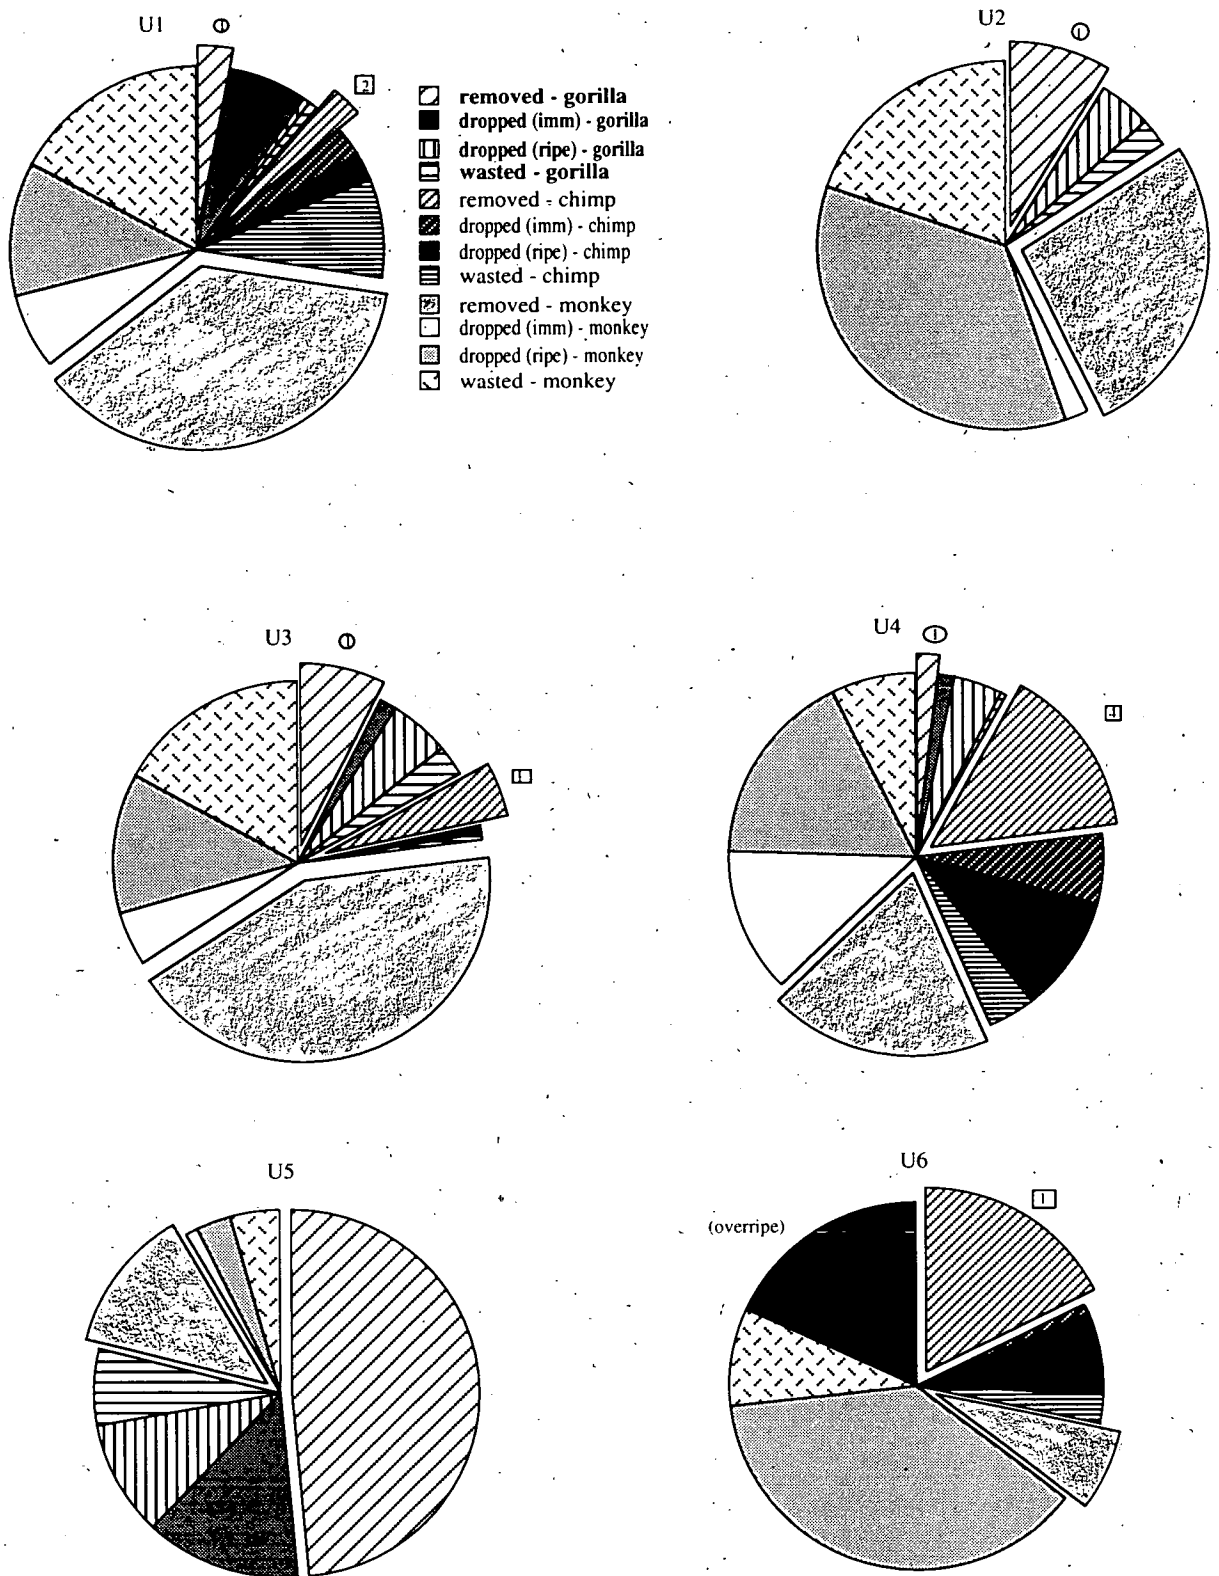 U1
1
2
U2
1
removed - gorilla
dropped (imm) - gorilla
dropped (ripe) - gorilla
wasted - gorilla
removed - chimp
dropped (imm) - chimp
dropped (ripe) - chimp
wasted - chimp
removed - monkey
dropped (imm) - monkey
dropped (ripe) - monkey
wasted - monkey
U3
1
1
U4
1
4
U5
U6
1
(overripe)